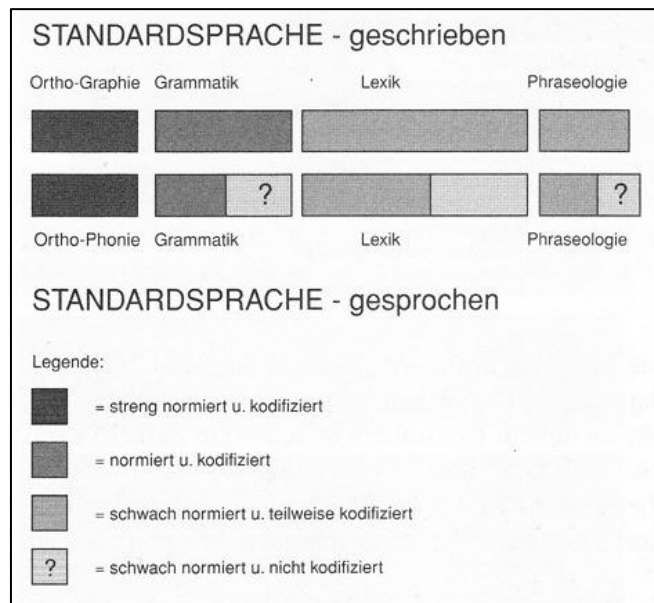 STANDARDSPRACHE - geschrieben
Ortho-Graphie Grammatik Lexik Phraseologie
? ?
Ortho-Phonie Grammatik Lexik Phraseologie
STANDARDSPRACHE - gesprochen
Legende:
= streng normiert u. kodifiziert
= normiert u. kodifiziert
= schwach normiert u. teilweise kodifiziert
? = schwach normiert u. nicht kodifiziert